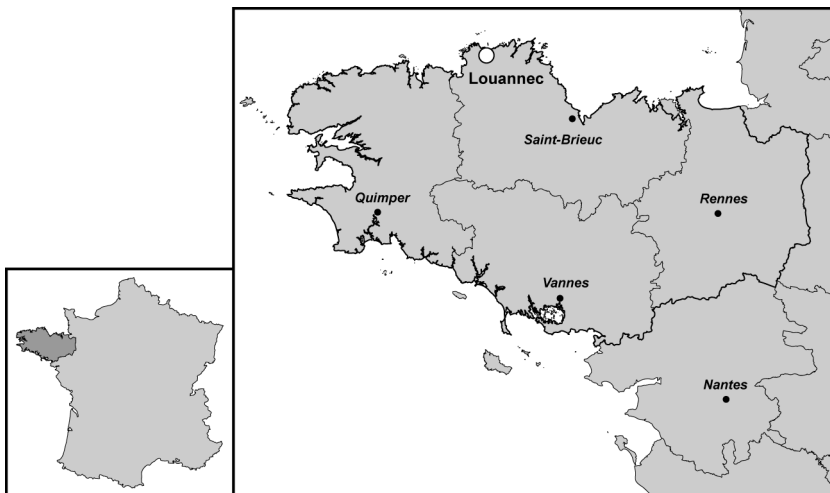 Louannec
Saint-Brieuc
Quimper
Rennes
Vannes
Nantes